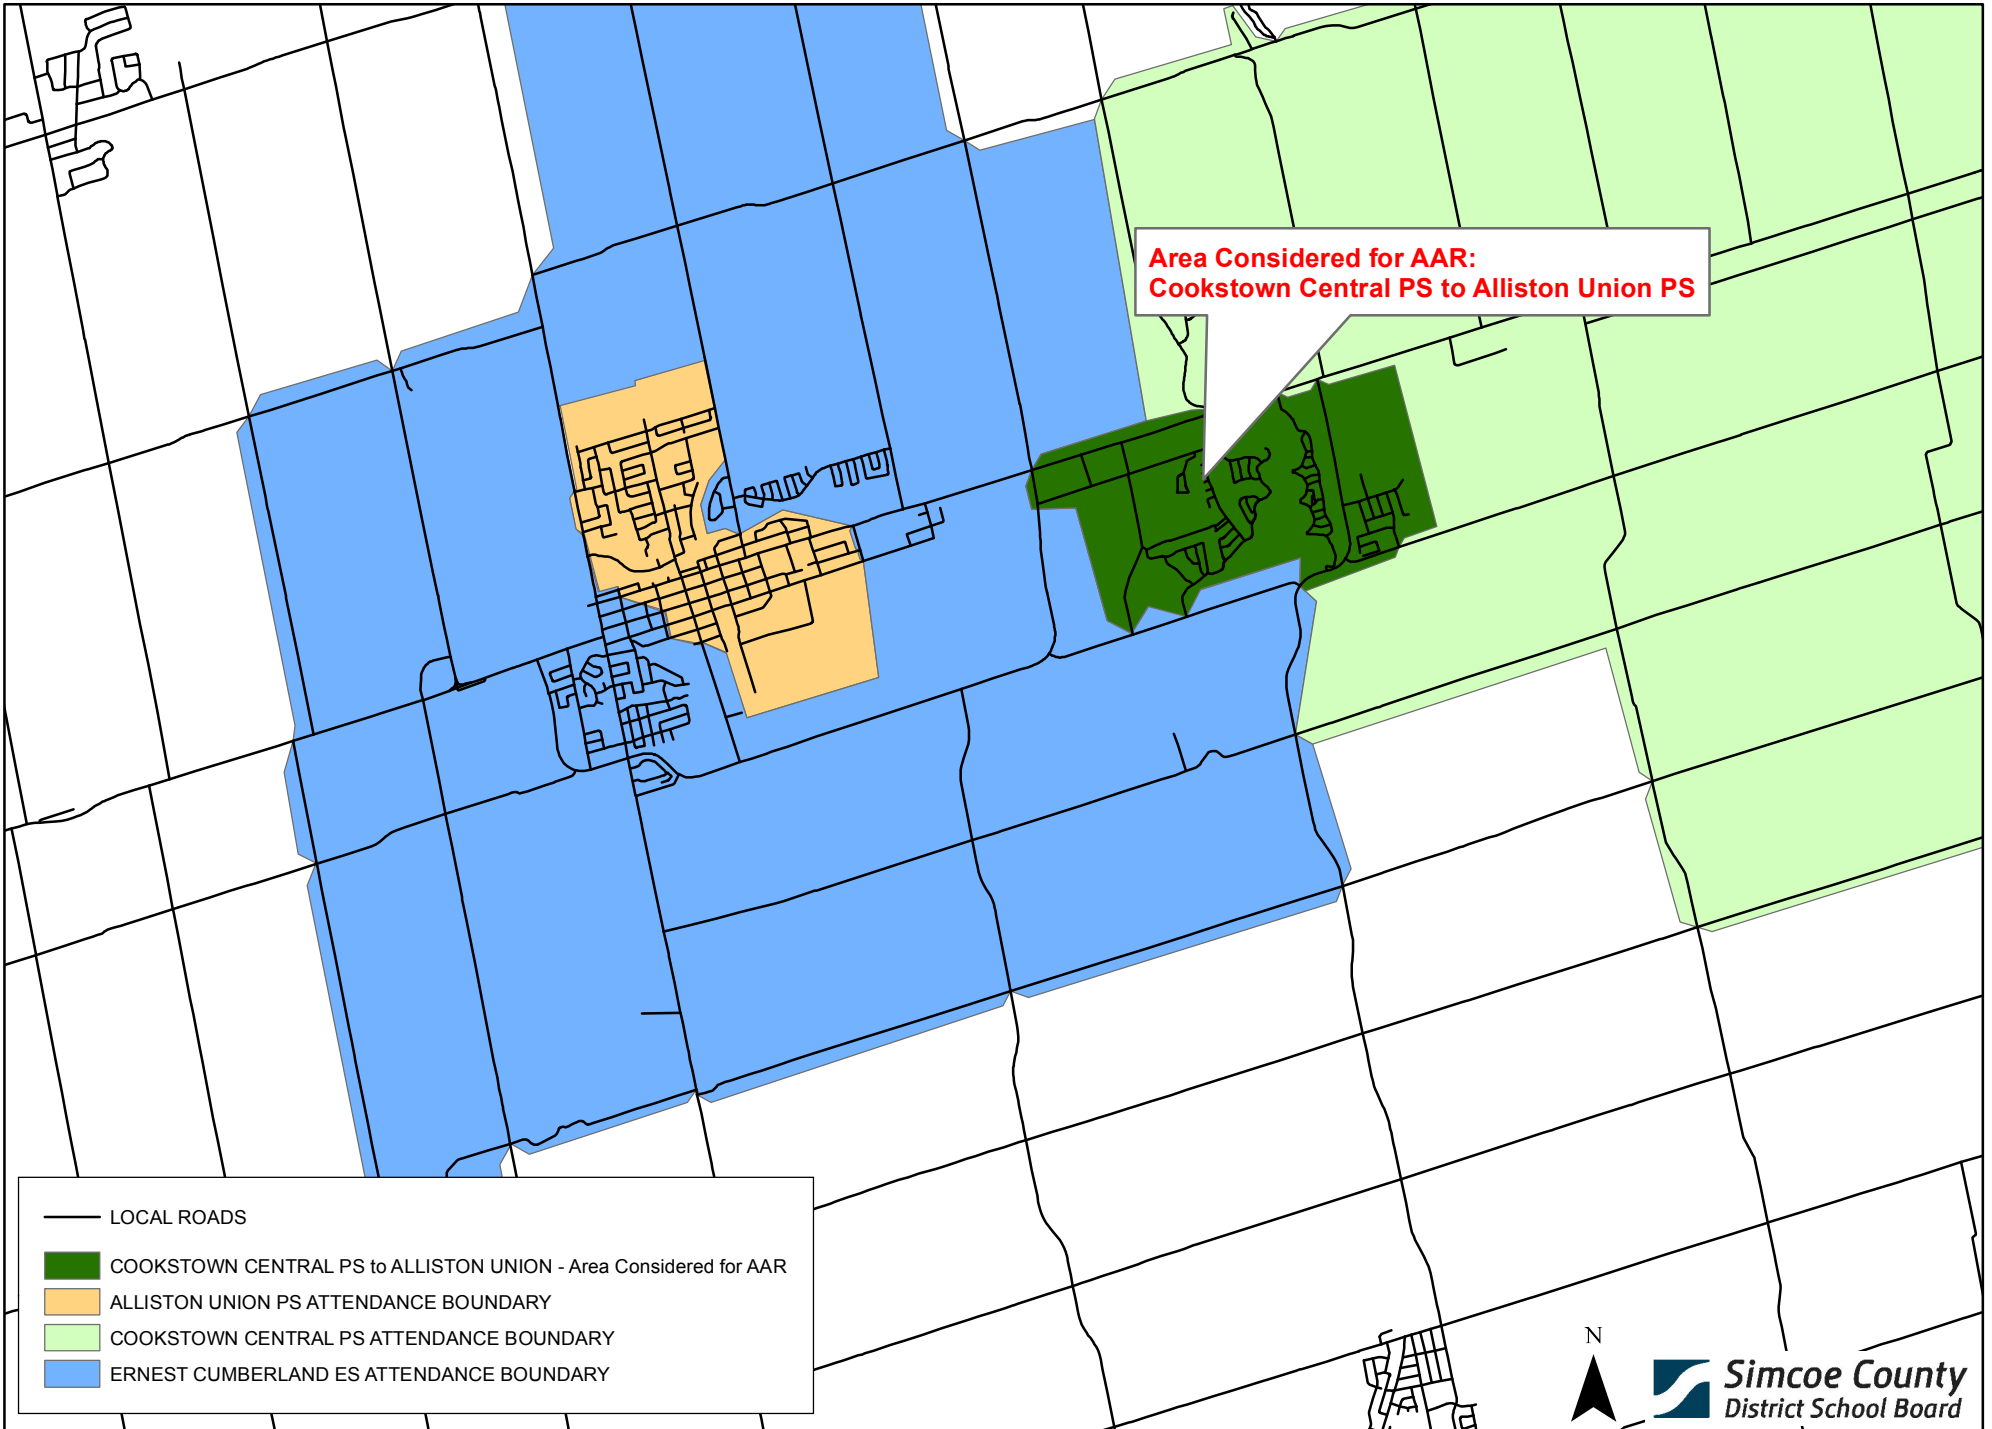 Area Considered for AAR:
Cookstown Central PS to Alliston Union PS
LOCAL ROADS
COOKSTOWN CENTRAL PS to ALLISTON UNION - Area Considered for AAR
ALLISTON UNION PS ATTENDANCE BOUNDARY
COOKSTOWN CENTRAL PS ATTENDANCE BOUNDARY
ERNEST CUMBERLAND ES ATTENDANCE BOUNDARY
N
Simcoe County
District School Board